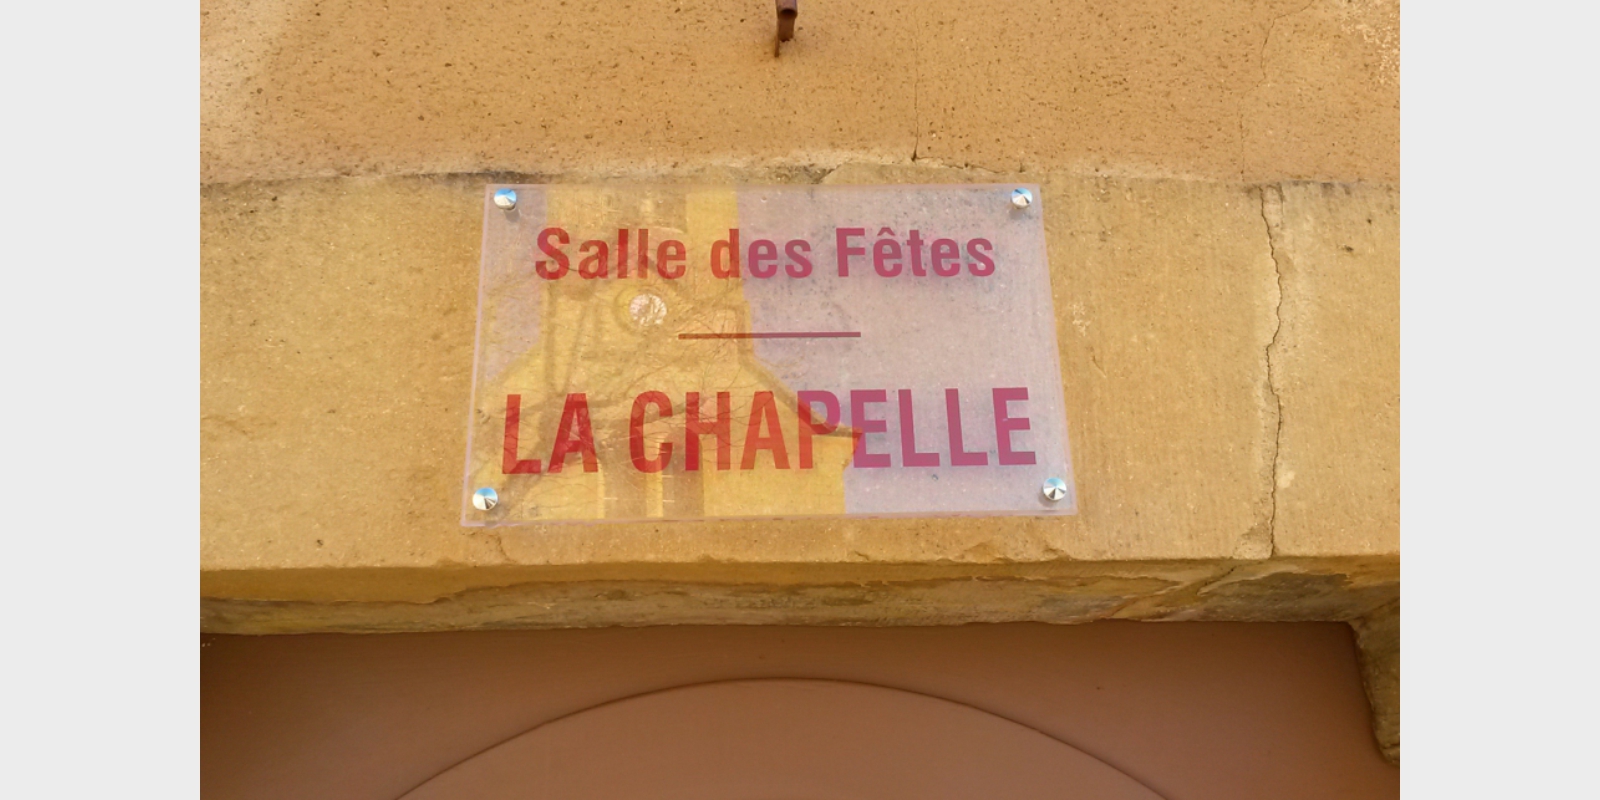 Salle des Fêtes
LA CHAPELLE